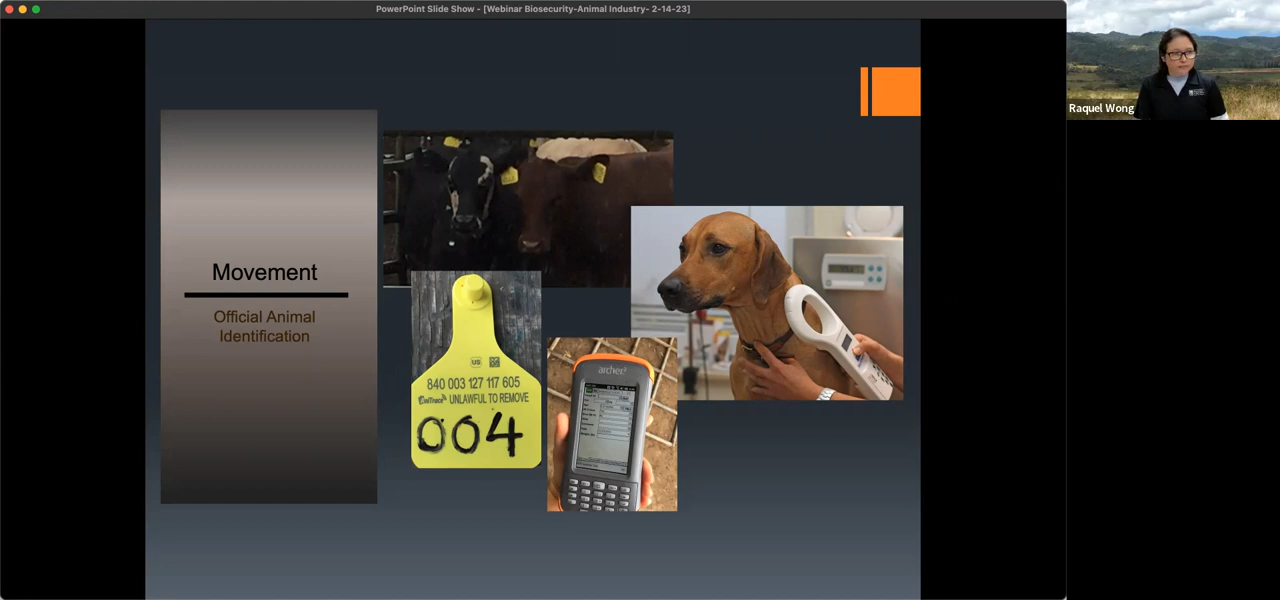 PowerPoint Slide Show - [Webinar Biosecurity-Animal Industry- 2-14-23]
Raquel Wong
Movement
Official Animal
Identification
US
840 003 127 117 605
UNLAWFUL TO REMOVE
004
archer²